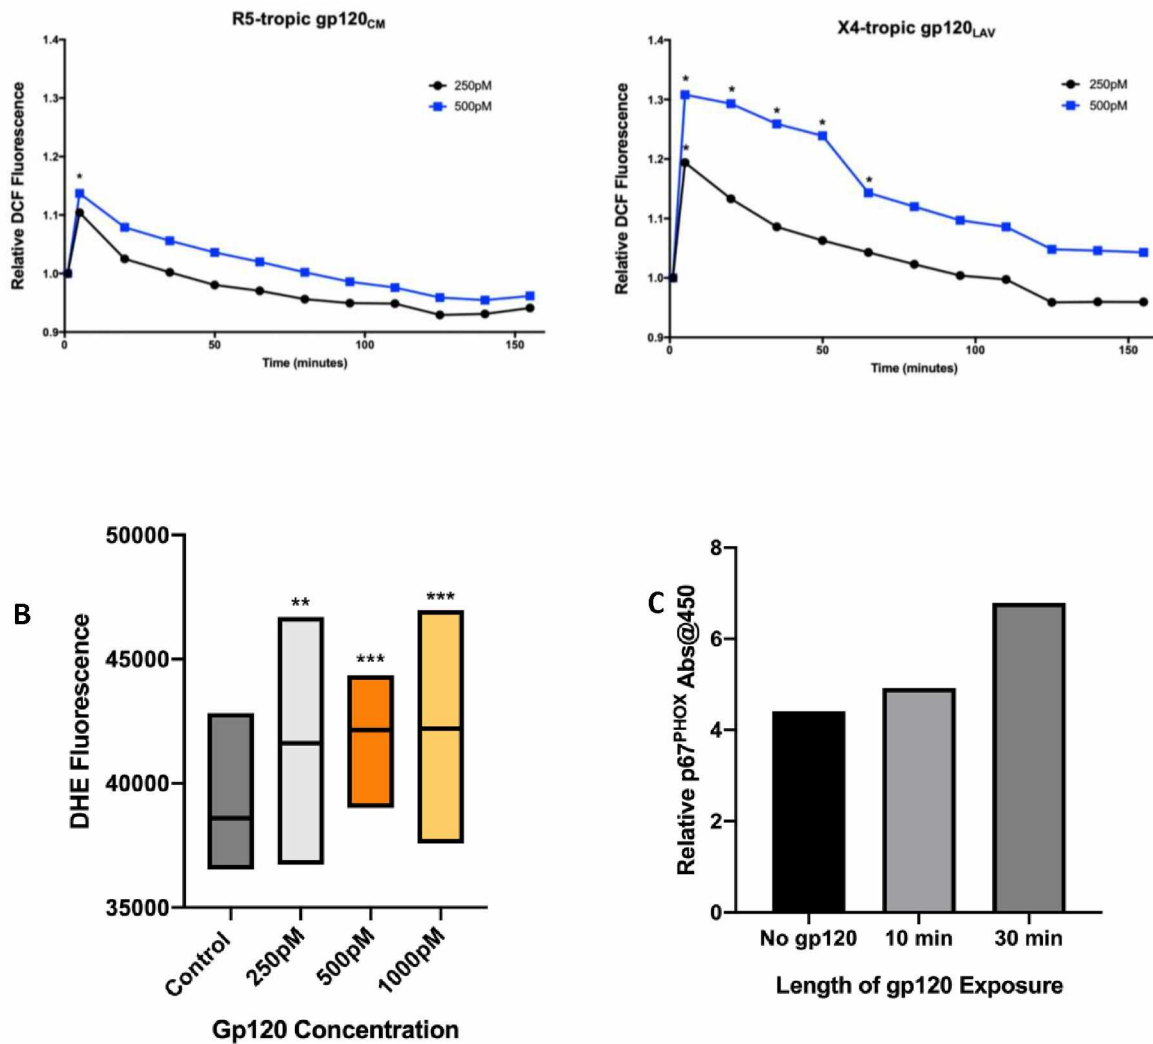 R5-tropic gp120CM
Relative DCF Fluorescence
1.4
1.3
1.2
1.1
1.0
0.9
*
250pM
500pM
0
50
100
150
Time (minutes)
X4-tropic gp120LAV
Relative DCF Fluorescence
1.4
1.3
1.2
1.1
1.0
0.9
*
*
*
*
*
*
250pM
500pM
0
50
100
150
Time (minutes)
B
DHE Fluorescence
50000
45000
40000
35000
**
***
***
Control
250pM
500pM
1000pM
Gp120 Concentration
C
Relative p67PHOX Abs@450
8
6
4
2
0
No gp120
10 min
30 min
Length of gp120 Exposure